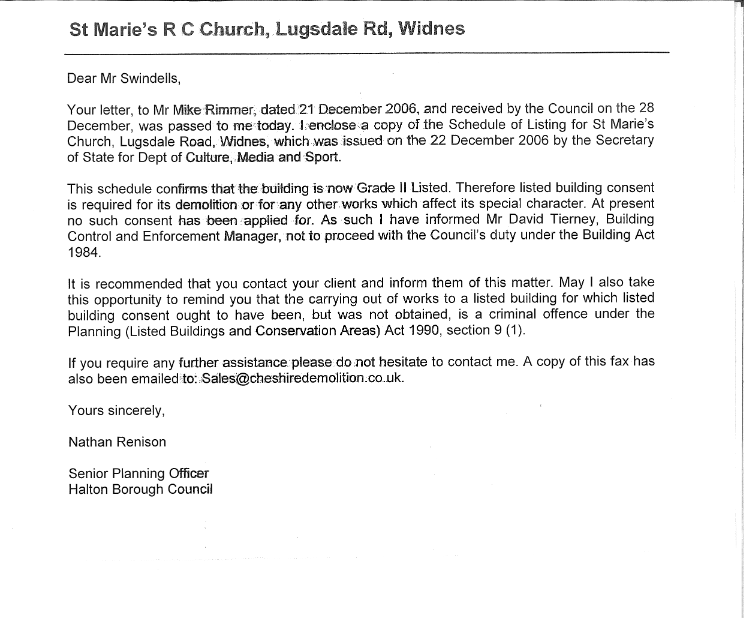 St Marie's R C Church, Lugsdale Rd, Widnes
Dear Mr Swindells,
Your letter, to Mr Mike Rimmer, dated 21 December 2006, and received by the Council on the 28
December, was passed to me today. I enclose a copy of the Schedule of Listing for St Marie's
Church, Lugsdale Road, Widnes, which was issued on the 22 December 2006 by the Secretary
of State for Dept of Culture, Media and Sport.
This schedule confirms that the building is now Grade II Listed. Therefore listed building consent
is required for its demolition or for any other works which affect its special character. At present
no such consent has been applied for. As such I have informed Mr David Tierney, Building
Control and Enforcement Manager, not to proceed with the Council's duty under the Building Act
1984.
It is recommended that you contact your client and inform them of this matter. May I also take
this opportunity to remind you that the carrying out of works to a listed building for which listed
building consent ought to have been, but was not obtained, is a criminal offence under the
Planning (Listed Buildings and Conservation Areas) Act 1990, section 9 (1).
If you require any further assistance please do not hesitate to contact me. A copy of this fax has
also been emailed to: Sales@cheshiredemolition.co.uk.
Yours sincerely,
Nathan Renison
Senior Planning Officer
Halton Borough Council